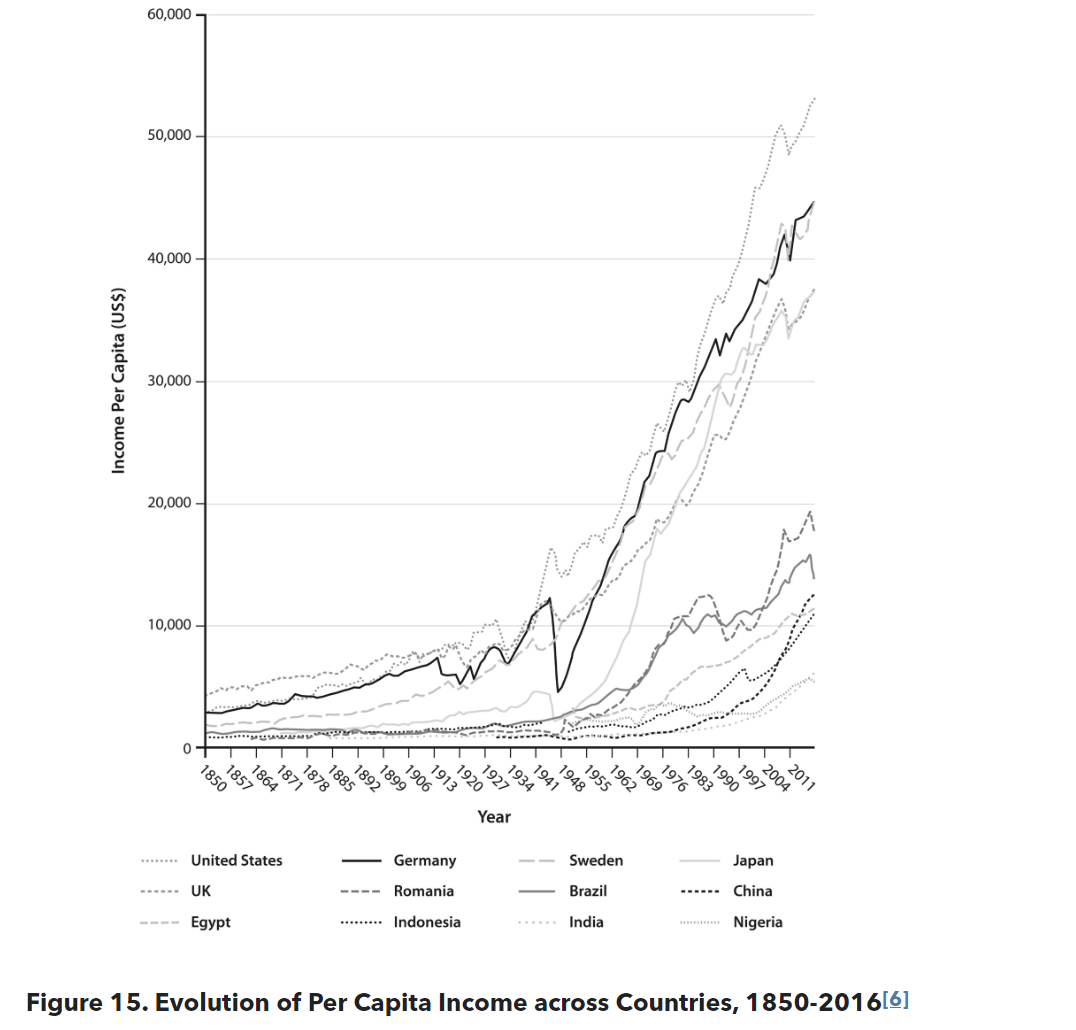 60,000
50,000
40,000
30,000
20,000
10,000
0
Income Per Capita (US$)
1850 1857 1864 1871 1878 1885 1892 1899 1906 1913 1920 1927 1934 1941 1948 1955 1962 1969 1976 1983 1990 1997 2004 2011
Year
United States Germany Sweden Japan
UK Romania Brazil China
Egypt Indonesia India Nigeria
Figure 15. Evolution of Per Capita Income across Countries, 1850-2016[6]